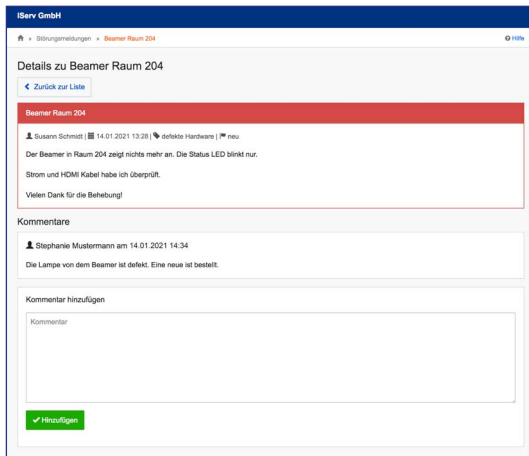 IServ GmbH
» Störungsmeldungen » Beamer Raum 204
Hilfe
Details zu Beamer Raum 204
Zurück zur Liste
Beamer Raum 204
Susann Schmidt | 14.01.2021 13:28 | defekte Hardware | neu
Der Beamer in Raum 204 zeigt nichts mehr an. Die Status LED blinkt nur.
Strom und HDMI Kabel habe ich überprüft.
Vielen Dank für die Behebung!
Kommentare
Stephanie Mustermann am 14.01.2021 14:34
Die Lampe von dem Beamer ist defekt. Eine neue ist bestellt.
Kommentar hinzufügen
Kommentar
Hinzufügen